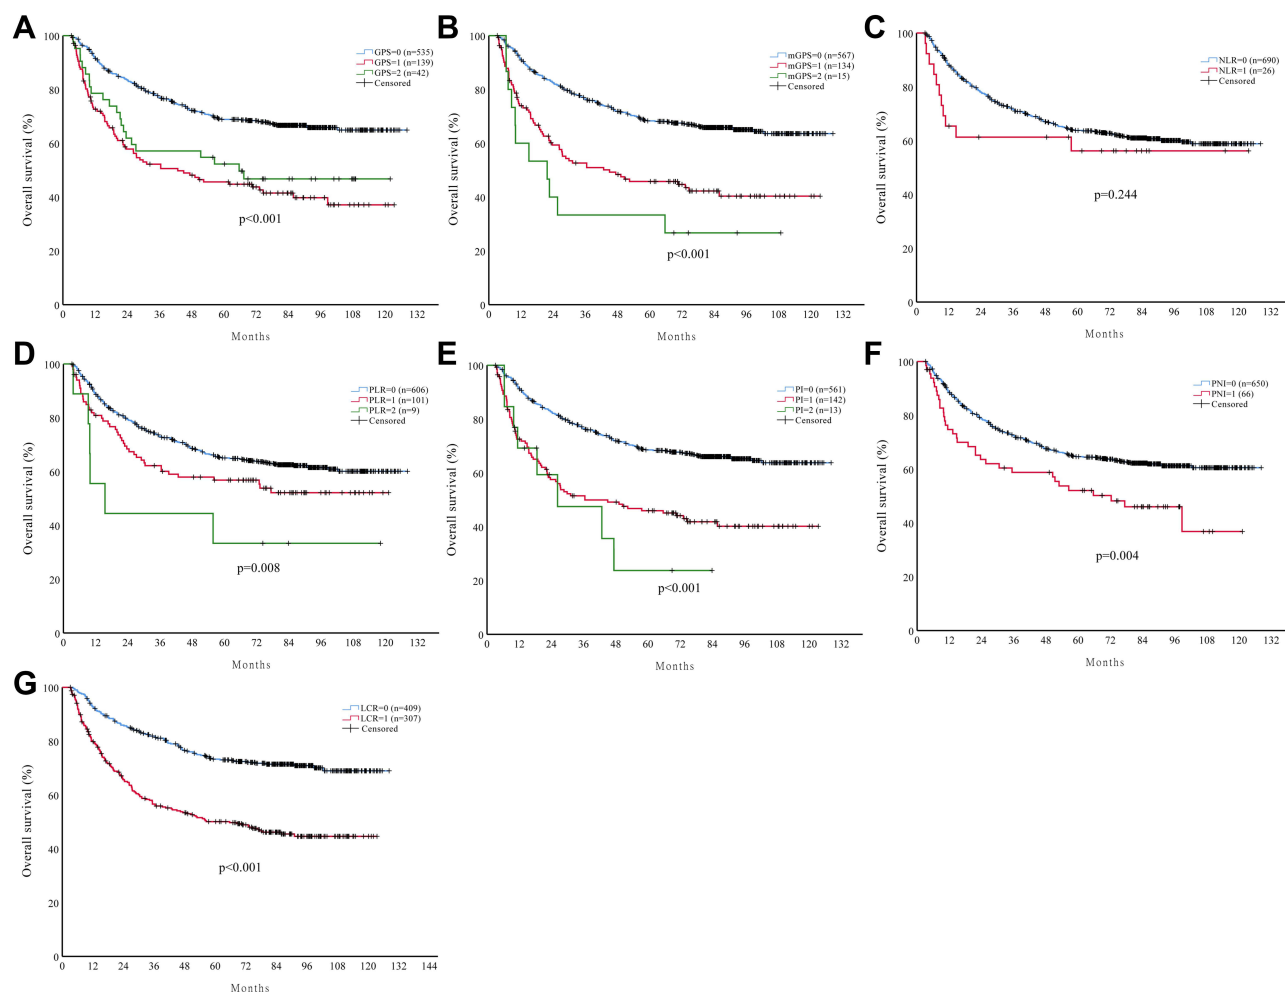 A
100
80
60
40
20
0
Overall survival (%)
GPS=0 (n=535)
GPS=1 (n=139)
GPS=2 (n=42)
Censored
p<0.001
0 12 24 36 48 60 72 84 96 108 120 132
Months
B
100
80
60
40
20
0
Overall survival (%)
mGPS=0 (n=567)
mGPS=1 (n=134)
mGPS=2 (n=15)
Censored
p<0.001
0 12 24 36 48 60 72 84 96 108 120 132
Months
C
100
80
60
40
20
0
Overall survival (%)
NLR=0 (n=690)
NLR=1 (n=26)
Censored
p=0.244
0 12 24 36 48 60 72 84 96 108 120 132
Months
D
100
80
60
40
20
0
Overall survival (%)
PLR=0 (n=606)
PLR=1 (n=101)
PLR=2 (n=9)
Censored
p=0.008
0 12 24 36 48 60 72 84 96 108 120 132
Months
E
100
80
60
40
20
0
Overall survival (%)
PI=0 (n=561)
PI=1 (n=142)
PI=2 (n=13)
Censored
p<0.001
0 12 24 36 48 60 72 84 96 108 120 132
Months
F
100
80
60
40
20
0
Overall survival (%)
PNI=0 (n=650)
PNI=1 (66)
Censored
p=0.004
0 12 24 36 48 60 72 84 96 108 120 132
Months
G
100
80
60
40
20
0
Overall survival (%)
LCR=0 (n=409)
LCR=1 (n=307)
Censored
p<0.001
0 12 24 36 48 60 72 84 96 108 120 132 144
Months